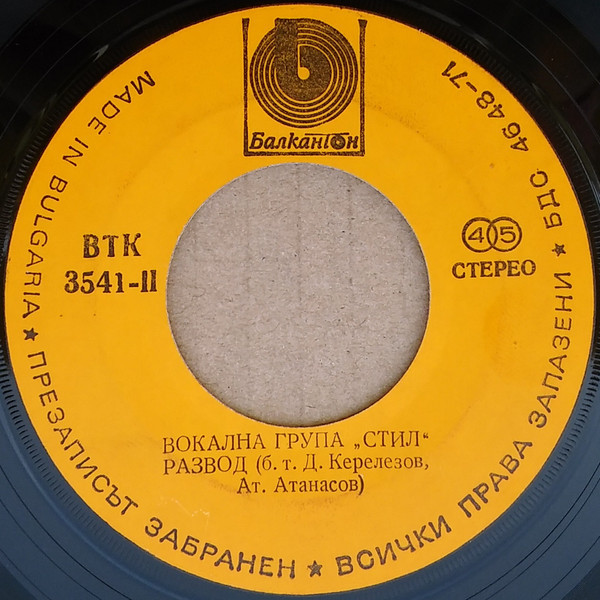 Балкантон
ВТК
3541-II
45
СТЕРЕО
ВОКАЛНА ГРУПА „СТИЛ“
РАЗВОД (б. т. Д. Керелезов,
Ат. Атанасов)
MADE IN BULGARIA ★ ПРЕЗАПИСЪТ ЗАБРАНЕН ★ ВСИЧКИ ПРАВА ЗАПАЗЕНИ ★ БДС 4648-71